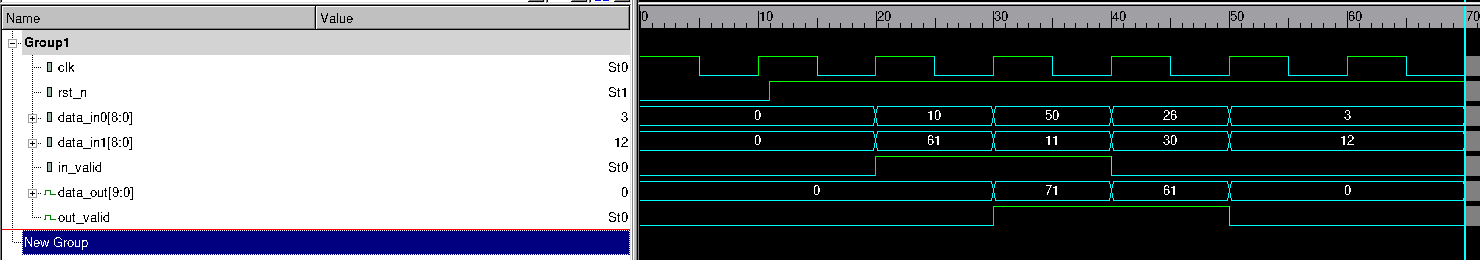 Name Value 0 10 20 30 40 50 60 70
Group1
clk St0
rst_n St1
data_in0[8:0] 3 0 10 50 26 3
data_in1[8:0] 12 0 61 11 30 12
in_valid St0
data_out[9:0] 0 0 71 61 0
out_valid St0
New Group